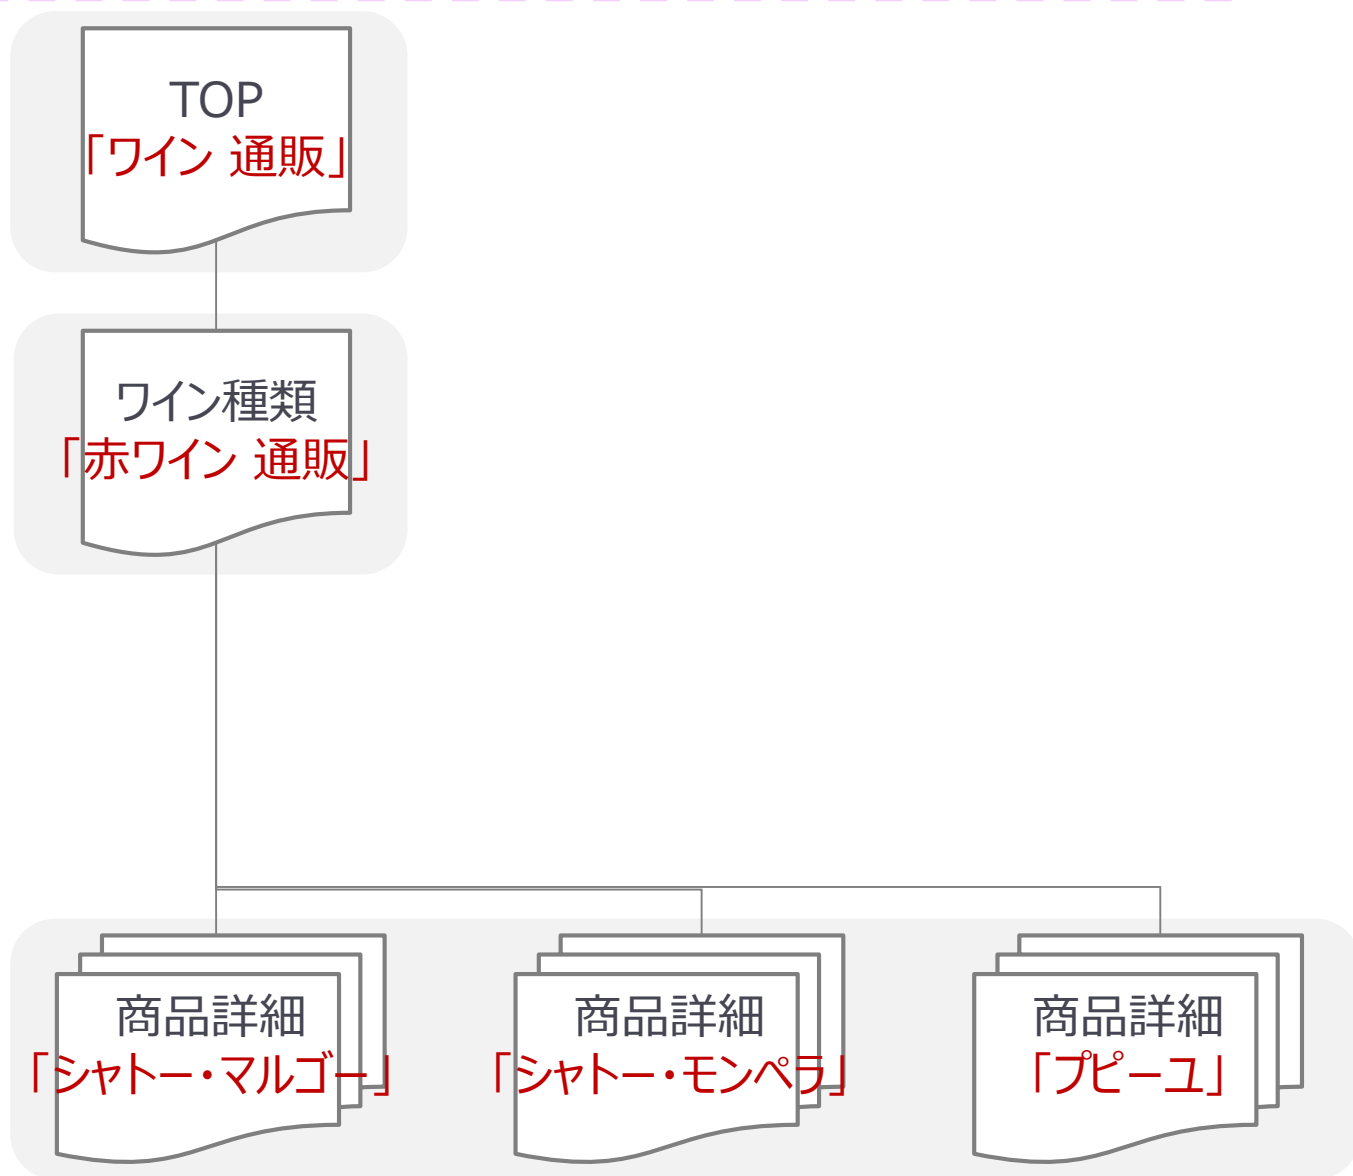 TOP
「ワイン 通販」
ワイン種類
「赤ワイン 通販」
商品詳細
「シャトー・マルゴー」
商品詳細
「シャトー・モンペラ」
商品詳細
「プピーユ」